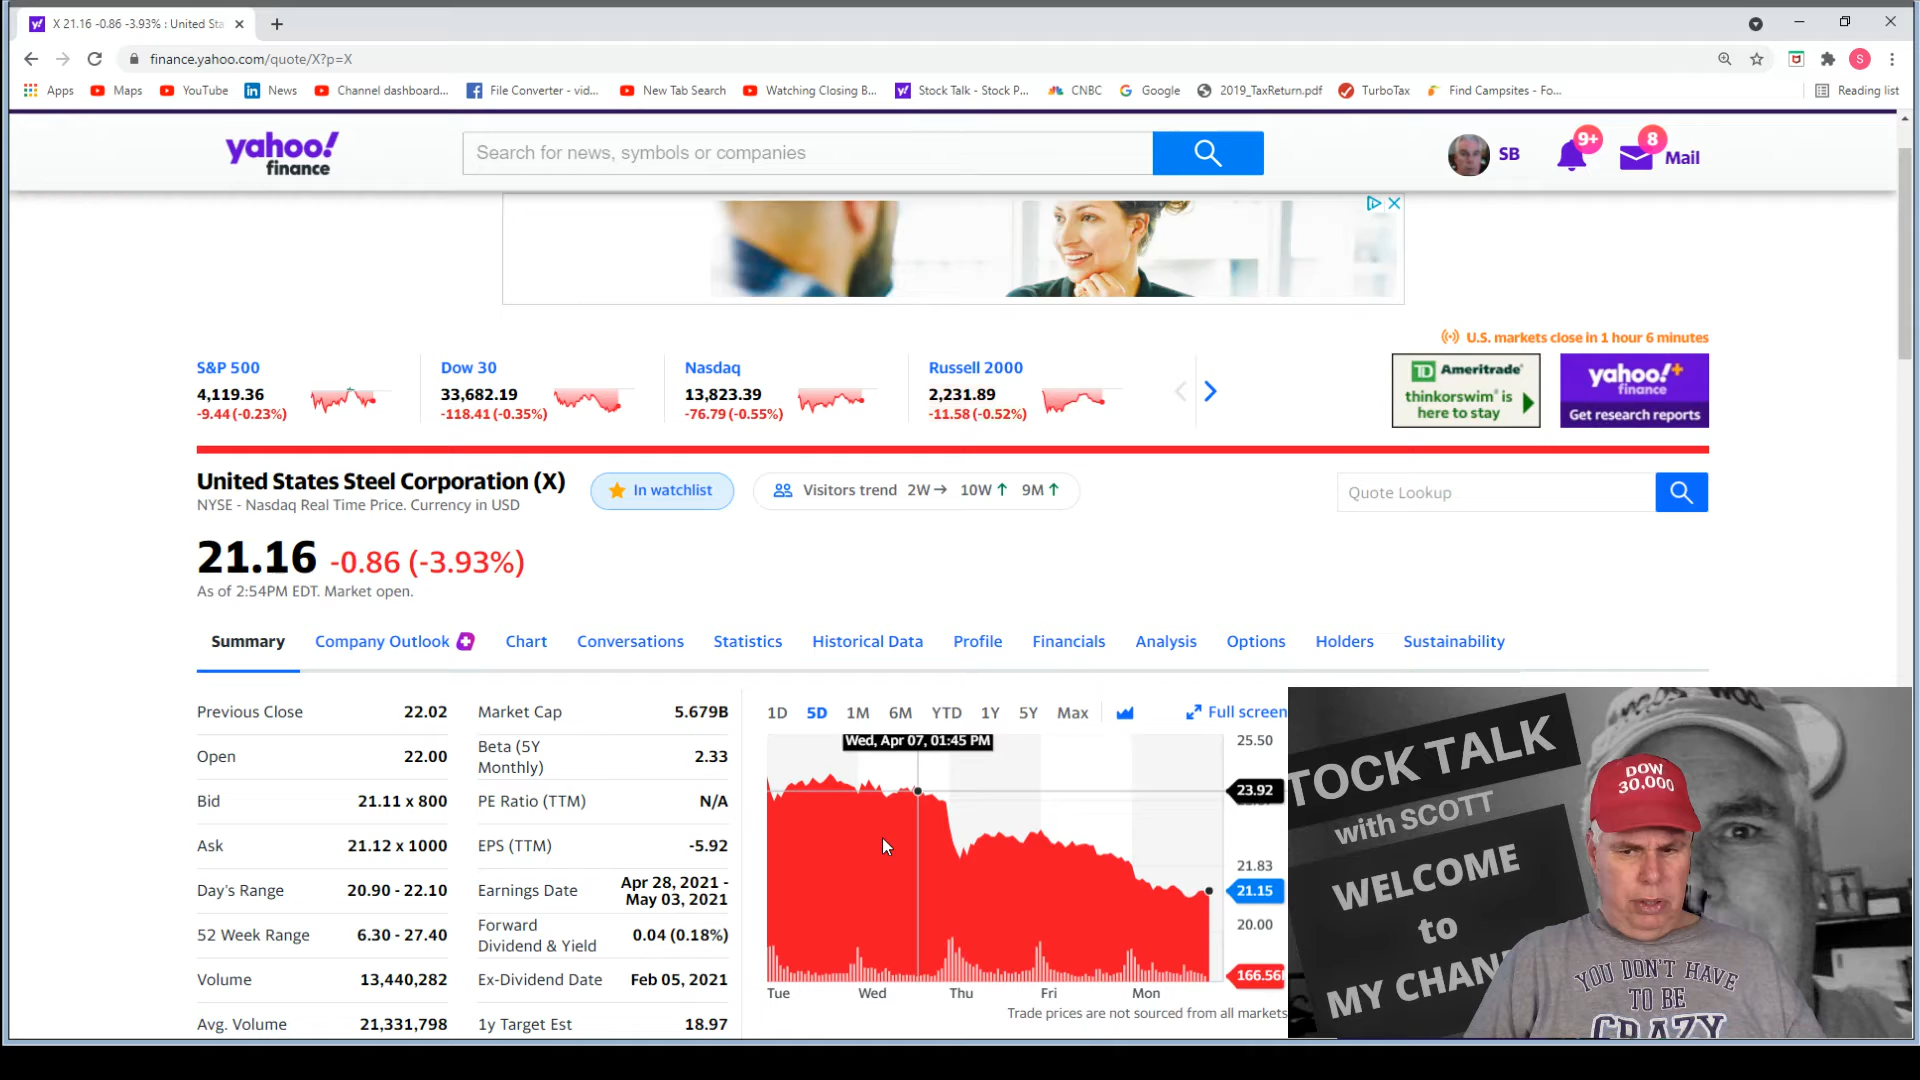 X 21.16 -0.86 -3.93% : United Sta
finance.yahoo.com/quote/X?p=X
Apps Maps YouTube News Channel dashboard... File Converter - vid... New Tab Search Watching Closing B... Stock Talk - Stock P... CNBC Google 2019_TaxReturn.pdf TurboTax Find Campsites - Fo... Reading list
yahoo!
finance
Search for news, symbols or companies
SB
9+
8
Mail
U.S. markets close in 1 hour 6 minutes
S&P 500
4,119.36
-9.44 (-0.23%)
Dow 30
33,682.19
-118.41 (-0.35%)
Nasdaq
13,823.39
-76.79 (-0.55%)
Russell 2000
2,231.89
-11.58 (-0.52%)
TD Ameritrade®
thinkorswim® is
here to stay
yahoo!+
finance
Get research reports
United States Steel Corporation (X)
NYSE - Nasdaq Real Time Price. Currency in USD
In watchlist
Visitors trend 2W→ 10W↑ 9M↑
Quote Lookup
21.16 -0.86 (-3.93%)
As of 2:54PM EDT. Market open.
Summary Company Outlook Chart Conversations Statistics Historical Data Profile Financials Analysis Options Holders Sustainability
Previous Close 22.02
Open 22.00
Bid 21.11 x 800
Ask 21.12 x 1000
Day's Range 20.90 - 22.10
52 Week Range 6.30 - 27.40
Volume 13,440,282
Avg. Volume 21,331,798
Market Cap 5.679B
Beta (5Y
Monthly) 2.33
PE Ratio (TTM) N/A
EPS (TTM) -5.92
Earnings Date Apr 28, 2021 -
May 03, 2021
Forward
Dividend & Yield 0.04 (0.18%)
Ex-Dividend Date Feb 05, 2021
1y Target Est 18.97
1D 5D 1M 6M YTD 1Y 5Y Max Full screen
Wed, Apr 07, 01:45 PM
25.50
23.92
21.83
21.15
20.00
166.56
Tue Wed Thu Fri Mon
Trade prices are not sourced from all markets
TOCK TALK
with SCOTT
WELCOME
to
MY CHAN
DOW
30,000
YOU DON'T HAVE
TO BE
CRAZY